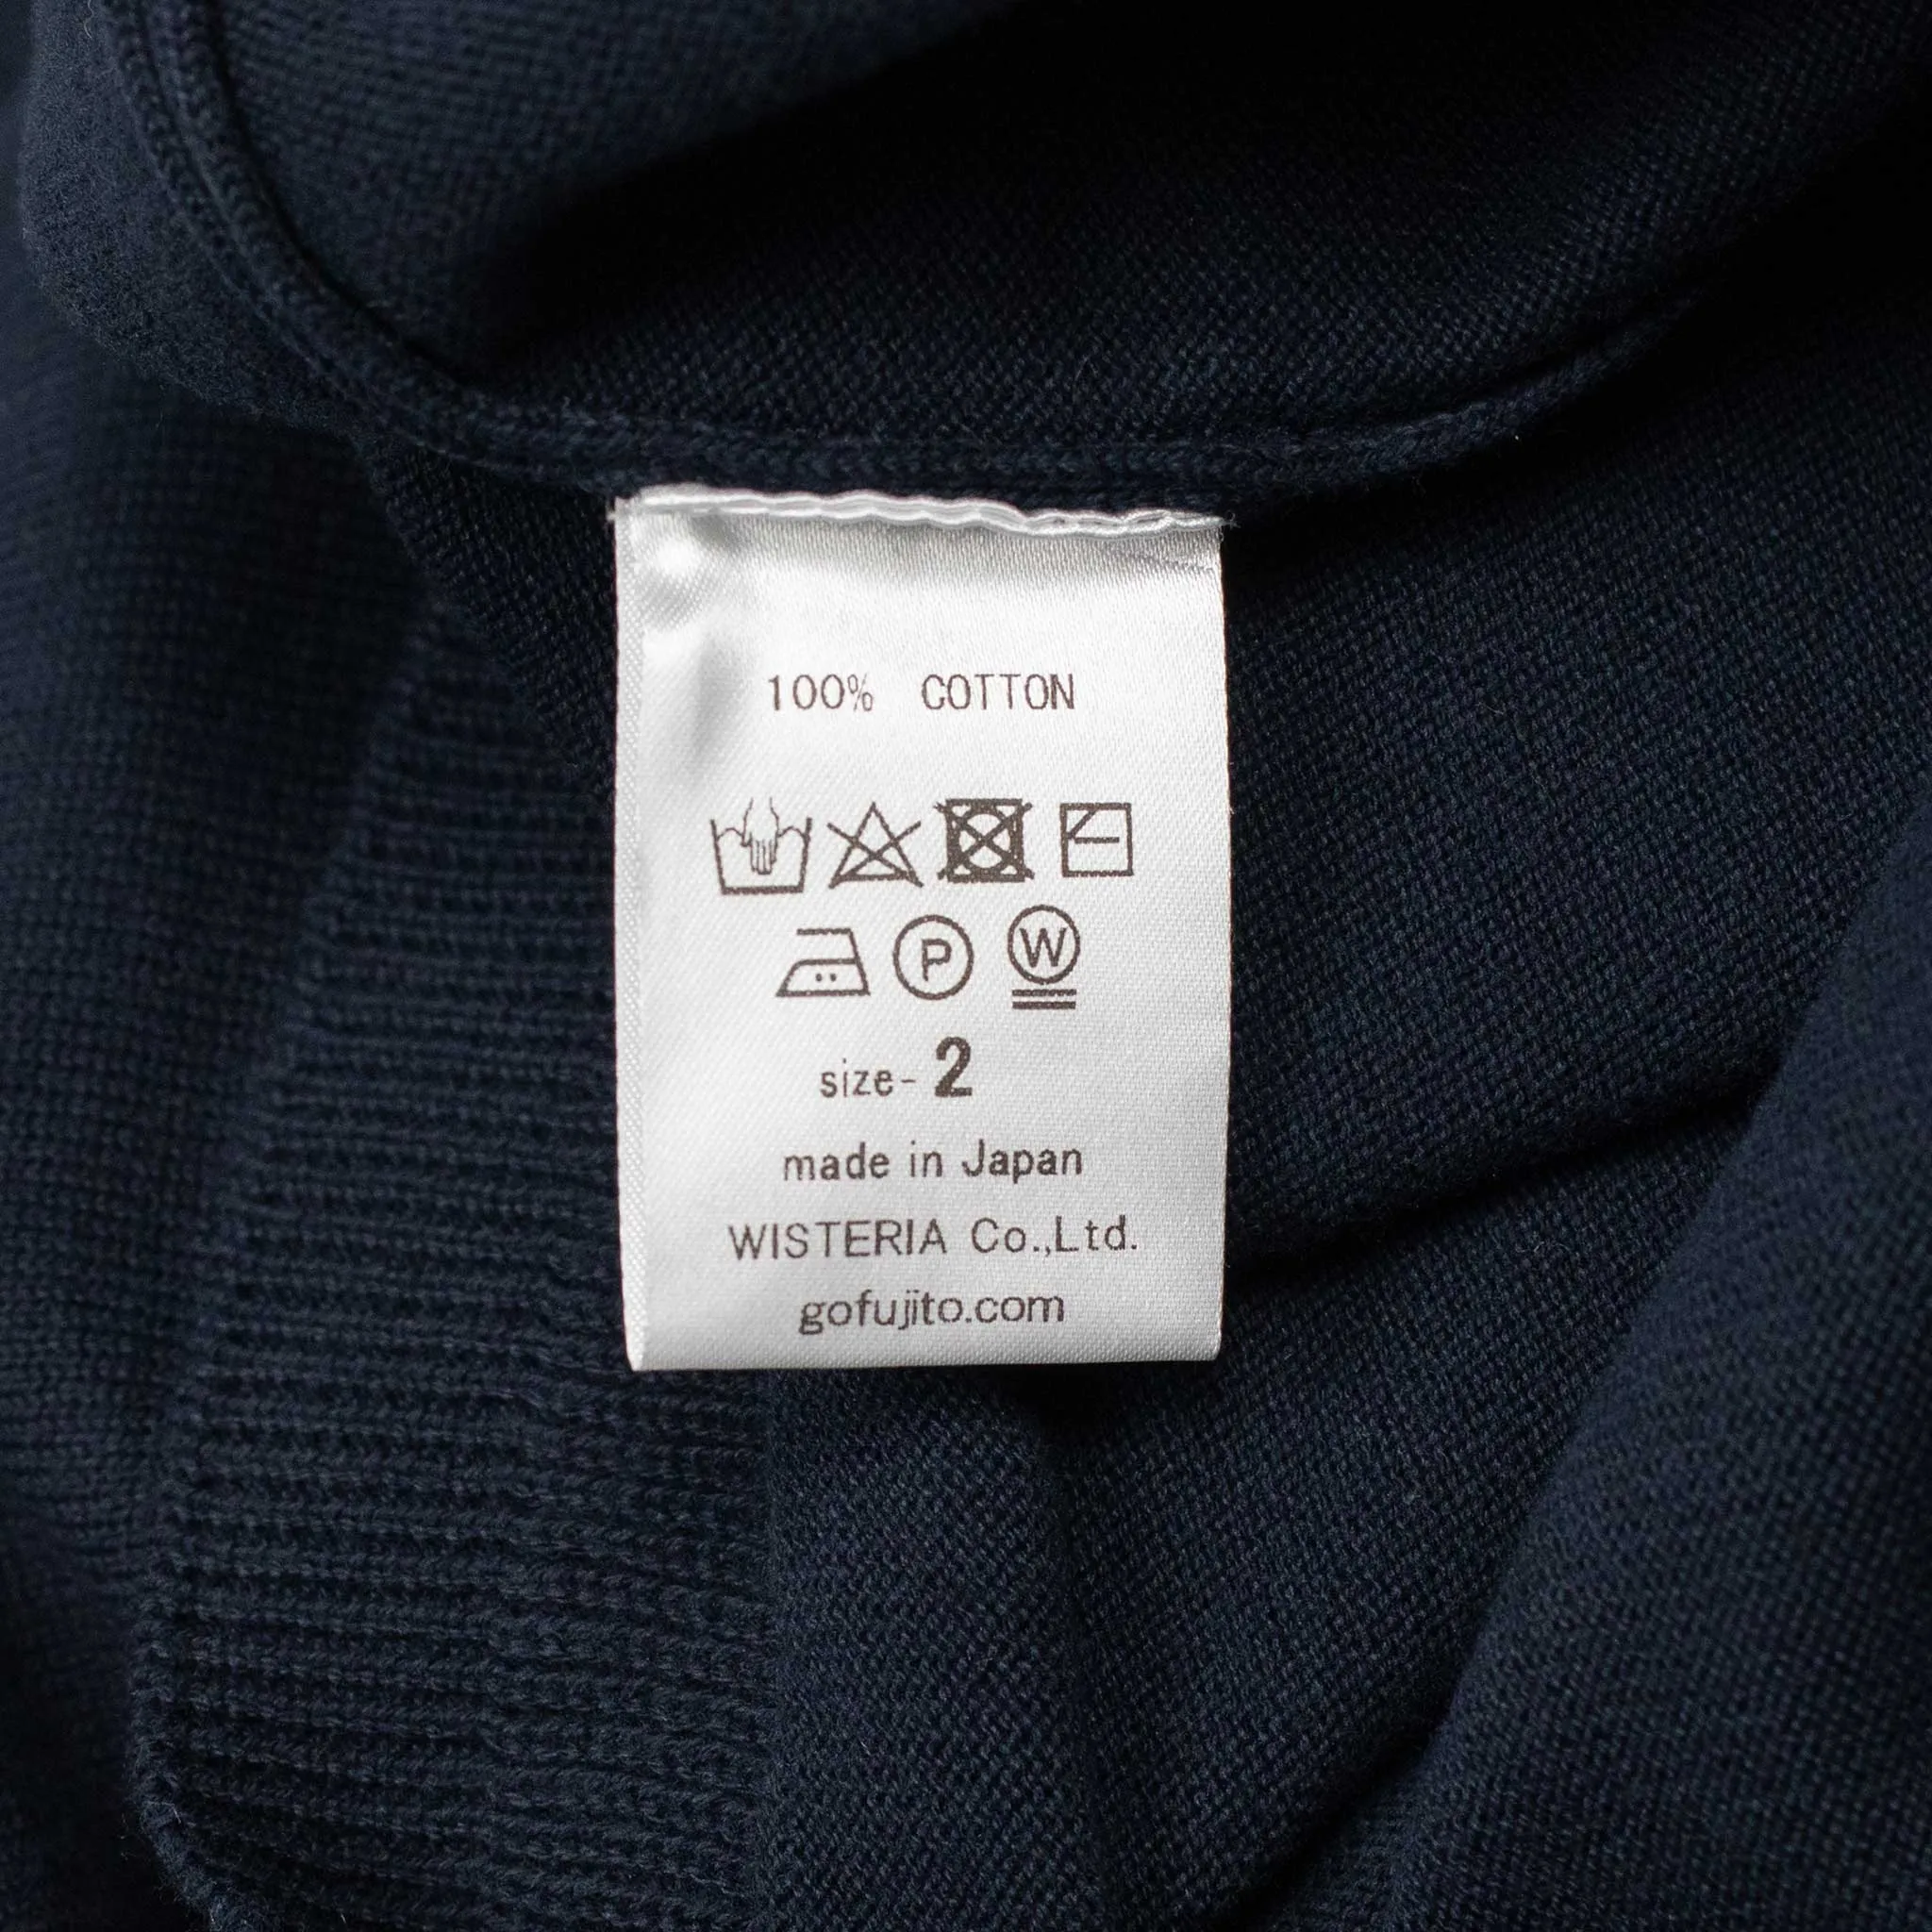 100% COTTON
P W
size- 2
made in Japan
WISTERIA Co.,Ltd.
gofujito.com